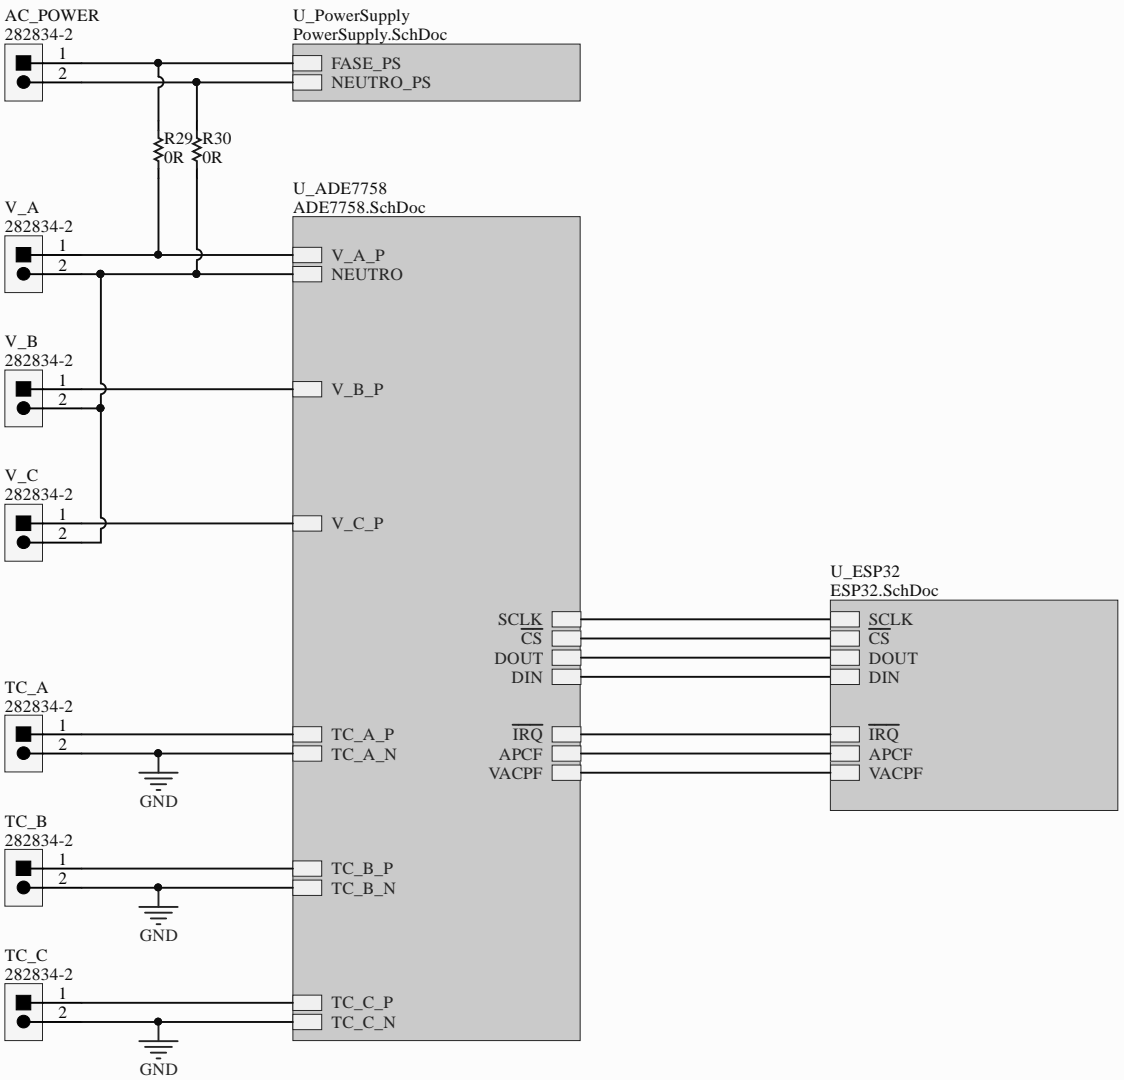 AC_POWER
282834-2
1
2
U_PowerSupply
PowerSupply.SchDoc
FASE_PS
NEUTRO_PS
R29
0R
R30
0R
V_A
282834-2
1
2
U_ADE7758
ADE7758.SchDoc
V_A_P
NEUTRO
V_B
282834-2
1
2
V_B_P
V_C
282834-2
1
2
V_C_P
SCLK
CS
DOUT
DIN
IRQ
APCF
VACPF
U_ESP32
ESP32.SchDoc
SCLK
CS
DOUT
DIN
IRQ
APCF
VACPF
TC_A
282834-2
1
2
TC_A_P
TC_A_N
GND
TC_B
282834-2
1
2
TC_B_P
TC_B_N
GND
TC_C
282834-2
1
2
TC_C_P
TC_C_N
GND